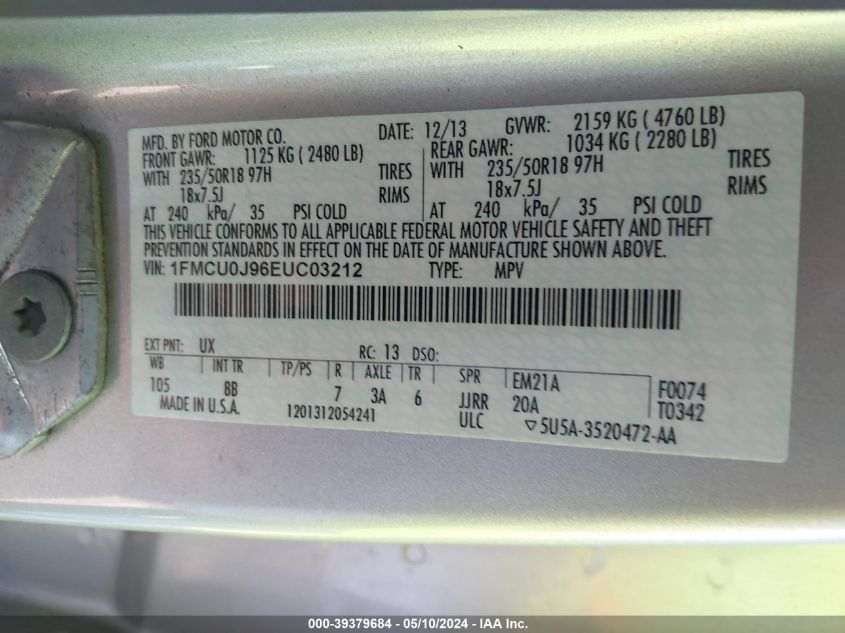 MFD. BY FORD MOTOR CO. DATE: 12/13 GVWR: 2159 KG ( 4760 LB)
FRONT GAWR: 1125 KG ( 2480 LB) REAR GAWR: 1034 KG ( 2280 LB)
WITH 235/50R18 97H TIRES WITH 235/50R18 97H TIRES
18x7.5J RIMS 18x7.5J RIMS
AT 240 kPa/ 35 PSI COLD AT 240 kPa/ 35 PSI COLD
THIS VEHICLE CONFORMS TO ALL APPLICABLE FEDERAL MOTOR VEHICLE SAFETY AND THEFT
PREVENTION STANDARDS IN EFFECT ON THE DATE OF MANUFACTURE SHOWN ABOVE.
VIN: 1FMCU0J96EUC03212 TYPE: MPV
EXT PNT: UX RC: 13 DSO:
WB INT TR TP/PS R AXLE TR SPR EM21A F0074
105 8B 7 3A 6 JJRR 20A T0342
MADE IN U.S.A. 1201312054241 ULC ▽5U5A-3520472-AA
000-39379684 - 05/10/2024 - IAA Inc.